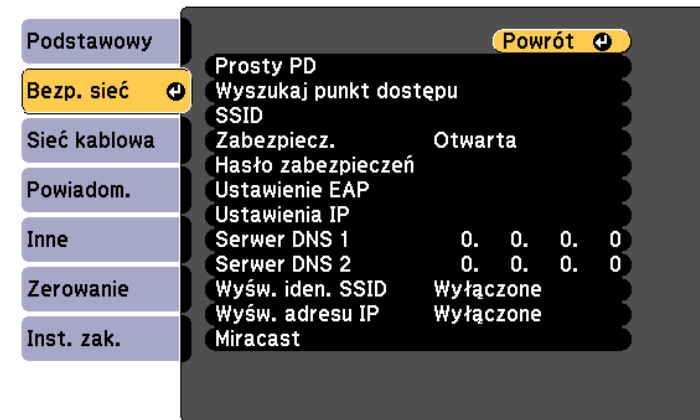 Podstawowy
Bezp. sieć
Sieć kablowa
Powiadom.
Inne
Zerowanie
Inst. zak.
Powrót
Prosty PD
Wyszukaj punkt dostępu
SSID
Zabezpiecz. Otwarta
Hasło zabezpieczeń
Ustawienie EAP
Ustawienia IP
Serwer DNS 1 0. 0. 0. 0
Serwer DNS 2 0. 0. 0. 0
Wyśw. iden. SSID Wyłączone
Wyśw. adresu IP Wyłączone
Miracast